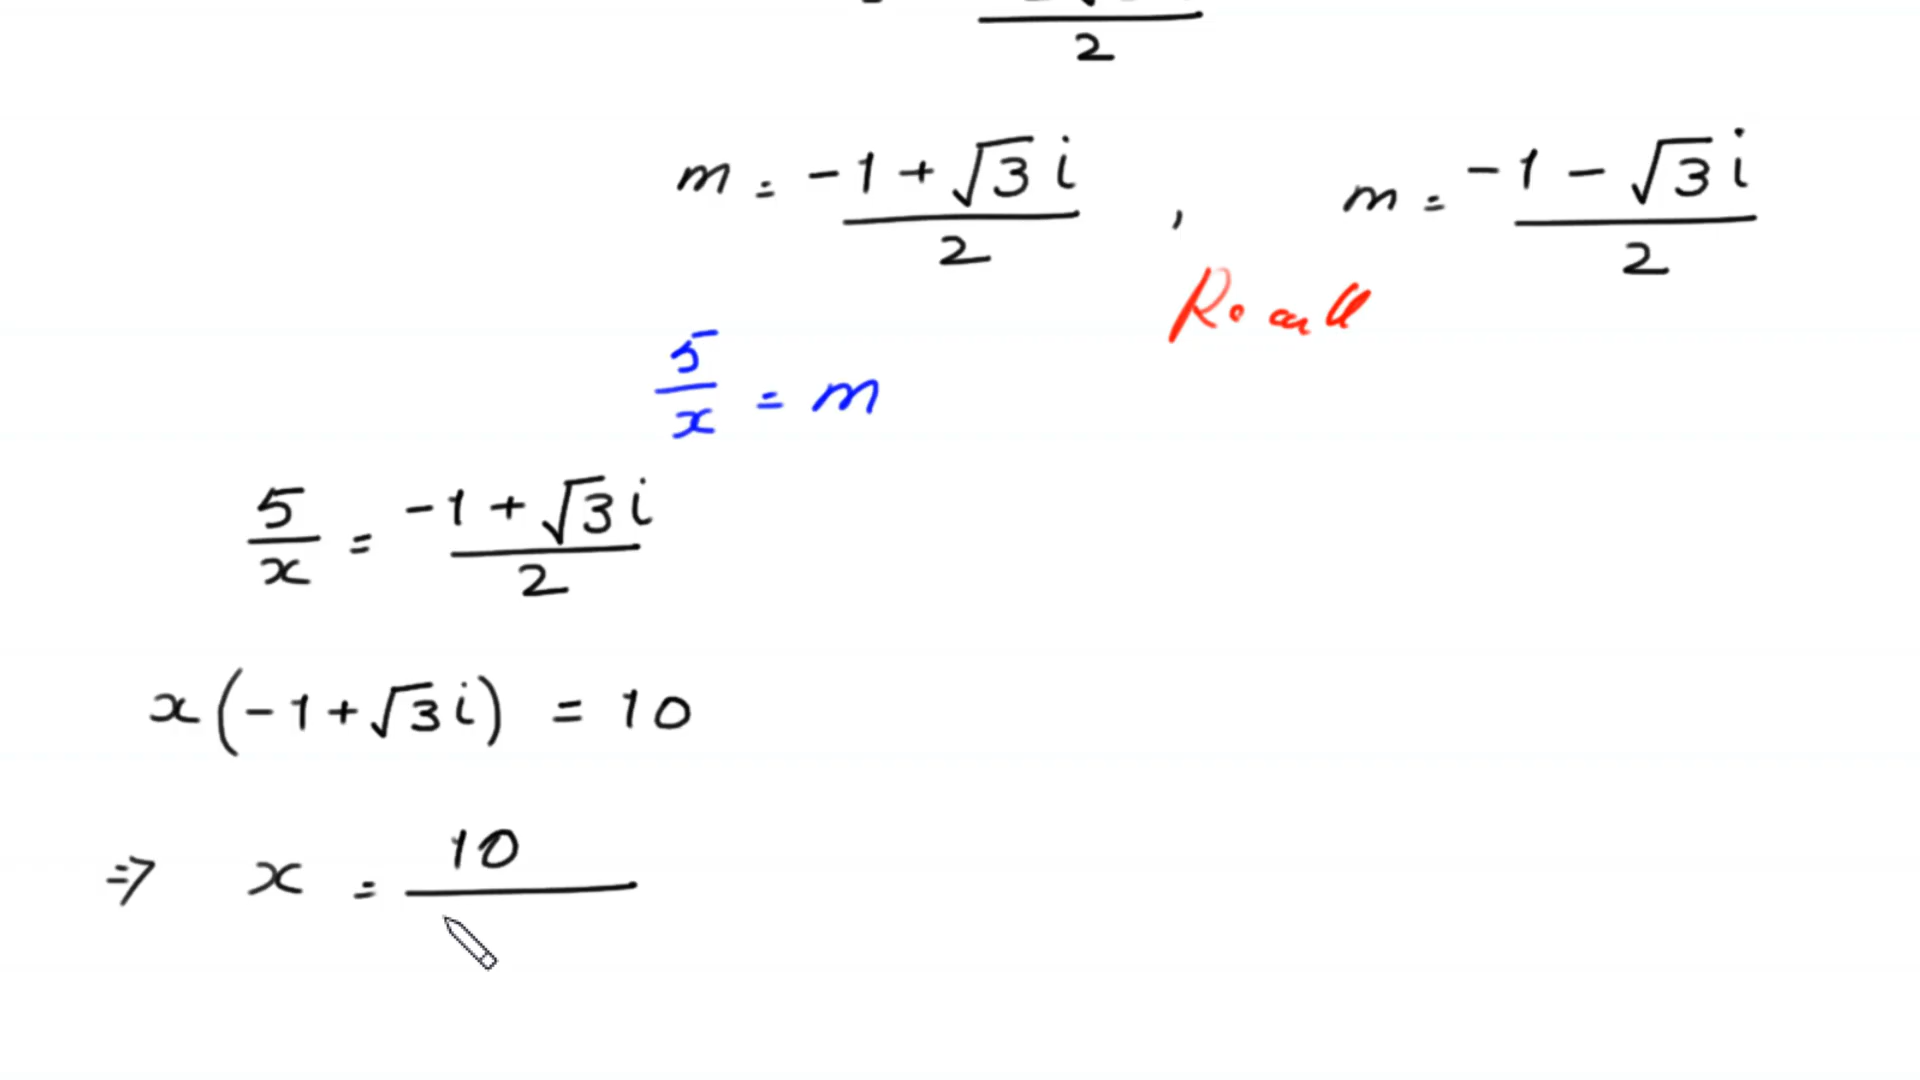 2
m = -1 + √3 i / 2 , m = -1 - √3 i / 2
Recall
5/x = m
5/x = -1 + √3 i / 2
x(-1 + √3 i) = 10
⇒ x = 10 /